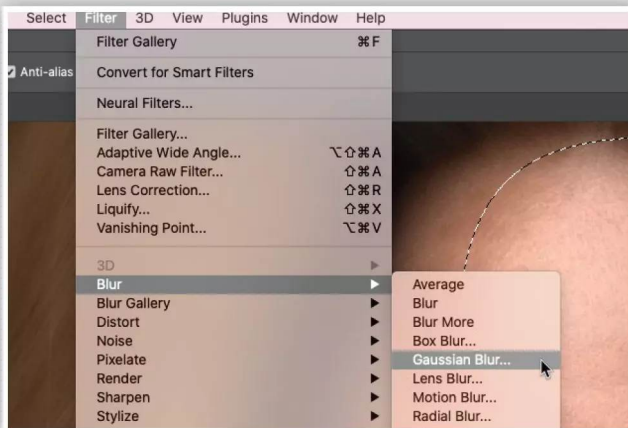 Select Filter 3D View Plugins Window Help
Filter Gallery ⌘F
Anti-alias
Convert for Smart Filters
Neural Filters...
Filter Gallery...
Adaptive Wide Angle... ⌥⇧⌘A
Camera Raw Filter... ⇧⌘A
Lens Correction... ⇧⌘R
Liquify... ⇧⌘X
Vanishing Point... ⌥⌘V
3D
Blur
Blur Gallery
Distort
Noise
Pixelate
Render
Sharpen
Stylize
Average
Blur
Blur More
Box Blur...
Gaussian Blur...
Lens Blur...
Motion Blur...
Radial Blur...